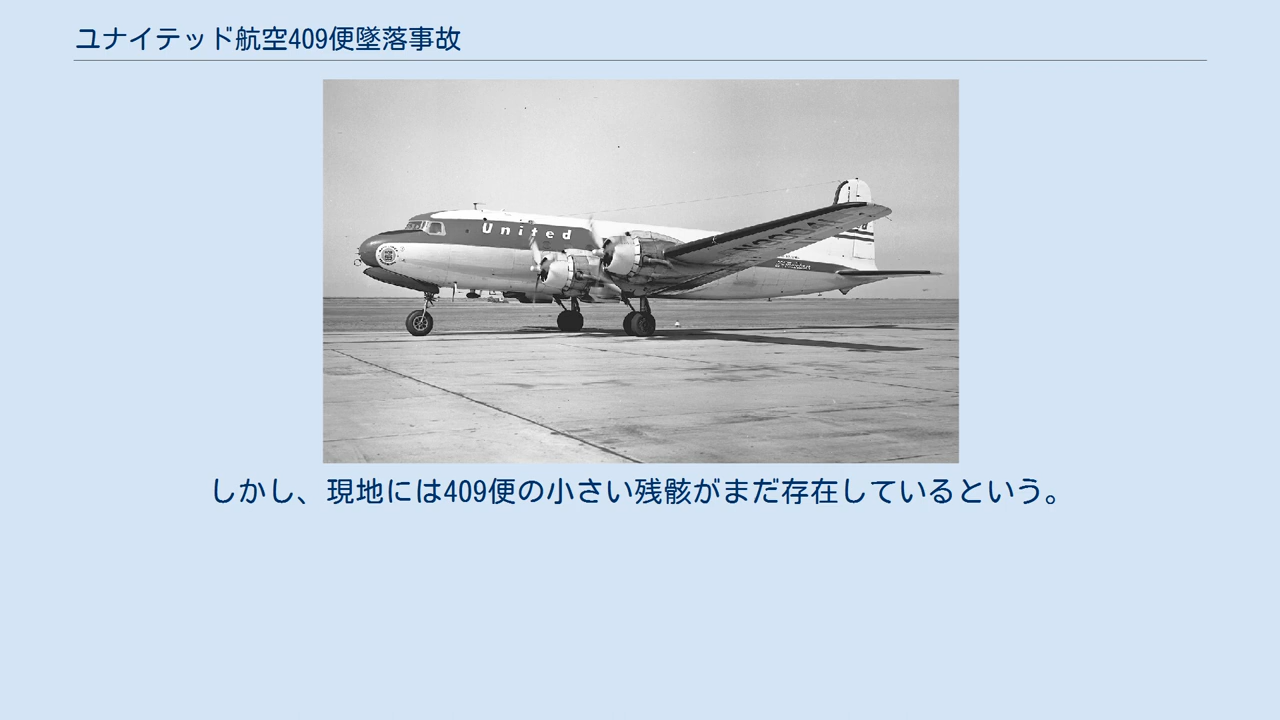 ユナイテッド航空409便墜落事故
United
しかし、現地には409便の小さい残骸がまだ存在しているという。